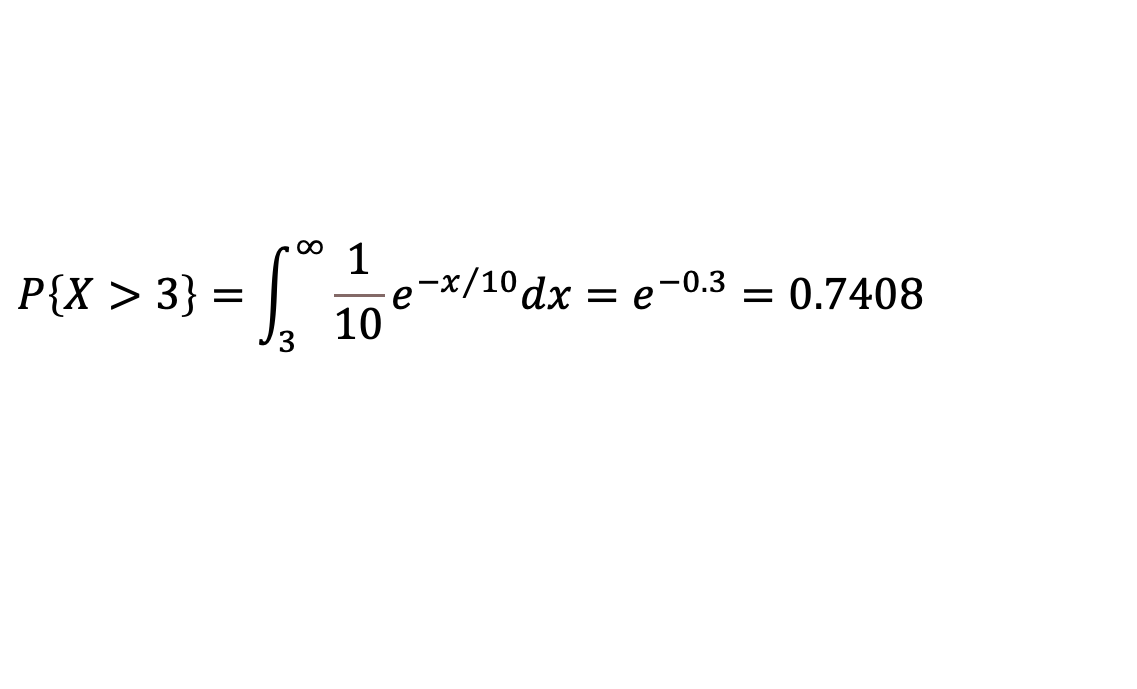 P{X > 3} = ∫₃^∞ 1/10 e^{−x/10} dx = e^{−0.3} = 0.7408